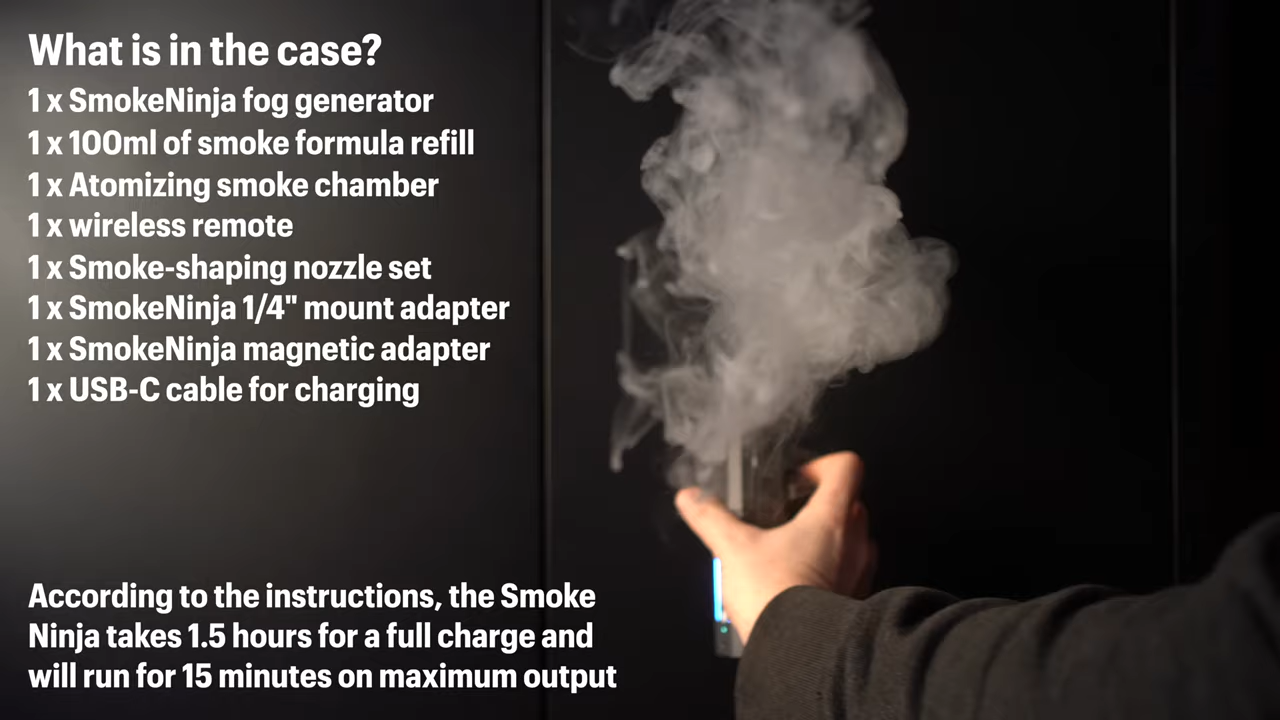 What is in the case?
1 x SmokeNinja fog generator
1 x 100ml of smoke formula refill
1 x Atomizing smoke chamber
1 x wireless remote
1 x Smoke-shaping nozzle set
1 x SmokeNinja 1/4" mount adapter
1 x SmokeNinja magnetic adapter
1 x USB-C cable for charging
According to the instructions, the Smoke
Ninja takes 1.5 hours for a full charge and
will run for 15 minutes on maximum output